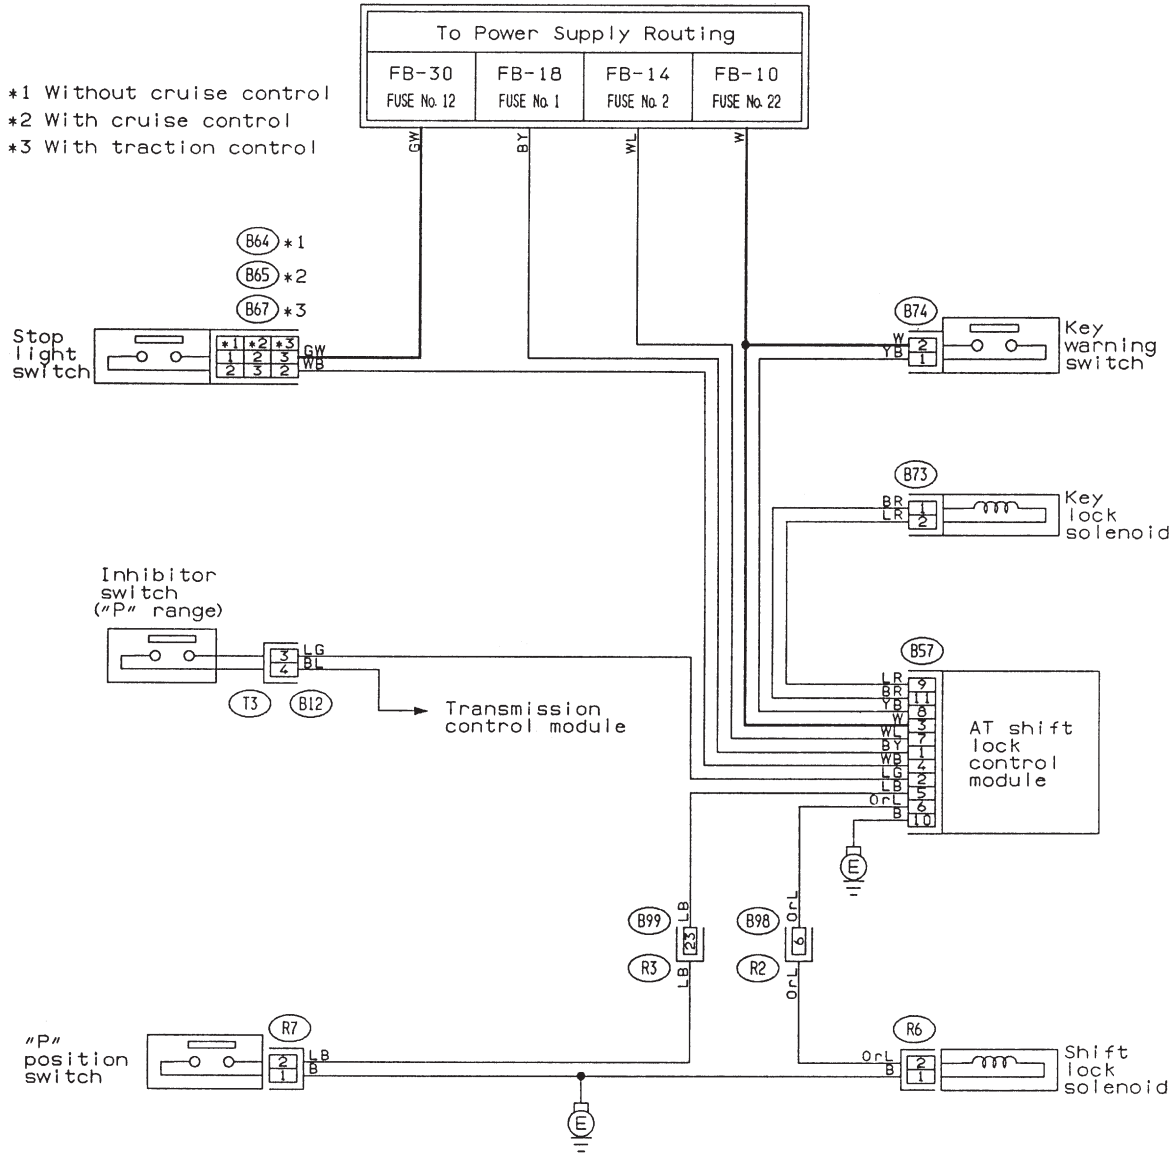 To Power Supply Routing
FB-30 FB-18 FB-14 FB-10
FUSE No. 12 FUSE No. 1 FUSE No. 2 FUSE No. 22
*1 Without cruise control
*2 With cruise control
*3 With traction control
GW BY WL W
B64 *1
B65 *2
B67 *3
Stop
light
switch
*1 *2 *3
1 2 3 GW
2 3 2 WB
B74
W 2
YB 1
Key
warning
switch
B73
BR 1
LR 2
Key
lock
solenoid
Inhibitor
switch
("P" range)
3 LG
4 BL
T3 B12
Transmission
control module
B57
LR 9
BR 11
YB 8
W 3
WL 7
BY 1
WB 4
LG 2
LB 5
OrL 6
B 10
AT shift
lock
control
module
E
B99 LB
23
R3 LB
B98 OrL
6
R2 OrL
"P"
position
switch
R7
2 LB
1 B
E
R6
OrL 2
B 1
Shift
lock
solenoid